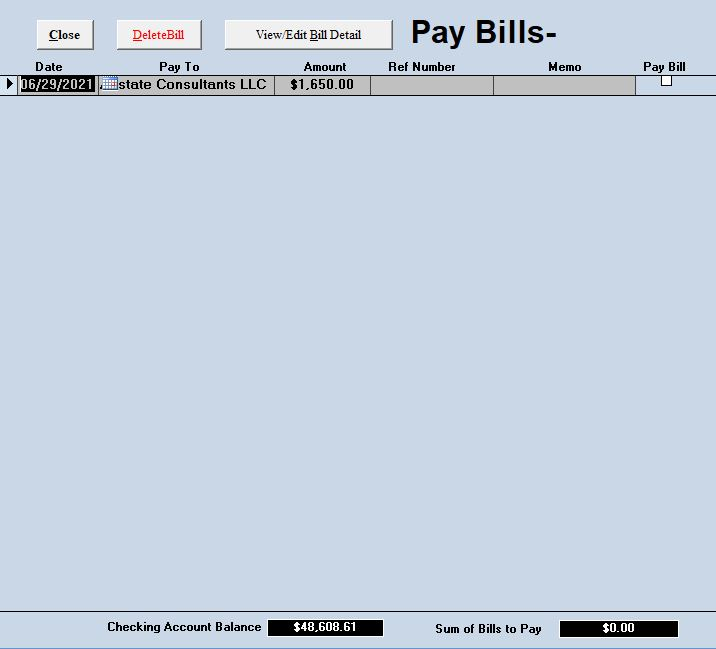 Close DeleteBill View/Edit Bill Detail Pay Bills-
Date Pay To Amount Ref Number Memo Pay Bill
06/29/2021 state Consultants LLC $1,650.00
Checking Account Balance $48,608.61 Sum of Bills to Pay $0.00